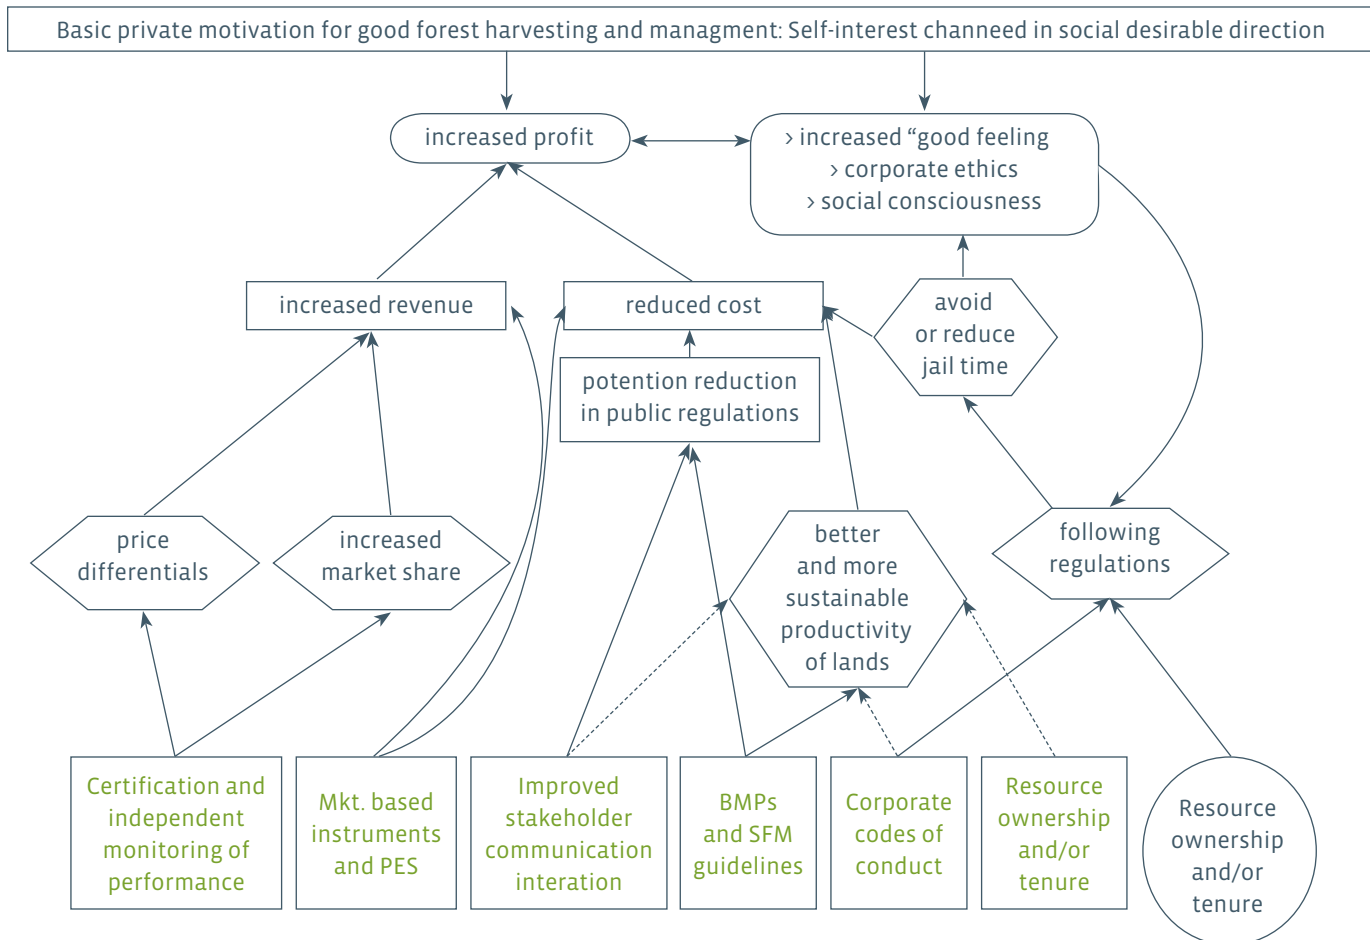 Basic private motivation for good forest harvesting and managment: Self-interest channeed in social desirable direction
increased profit
› increased “good feeling
› corporate ethics
› social consciousness
increased revenue
reduced cost
avoid
or reduce
jail time
potention reduction
in public regulations
price
differentials
increased
market share
better
and more
sustainable
productivity
of lands
following
regulations
Certification and
independent
monitoring of
performance
Mkt. based
instruments
and PES
Improved
stakeholder
communication
interation
BMPs
and SFM
guidelines
Corporate
codes of
conduct
Resource
ownership
and/or
tenure
Resource
ownership
and/or
tenure